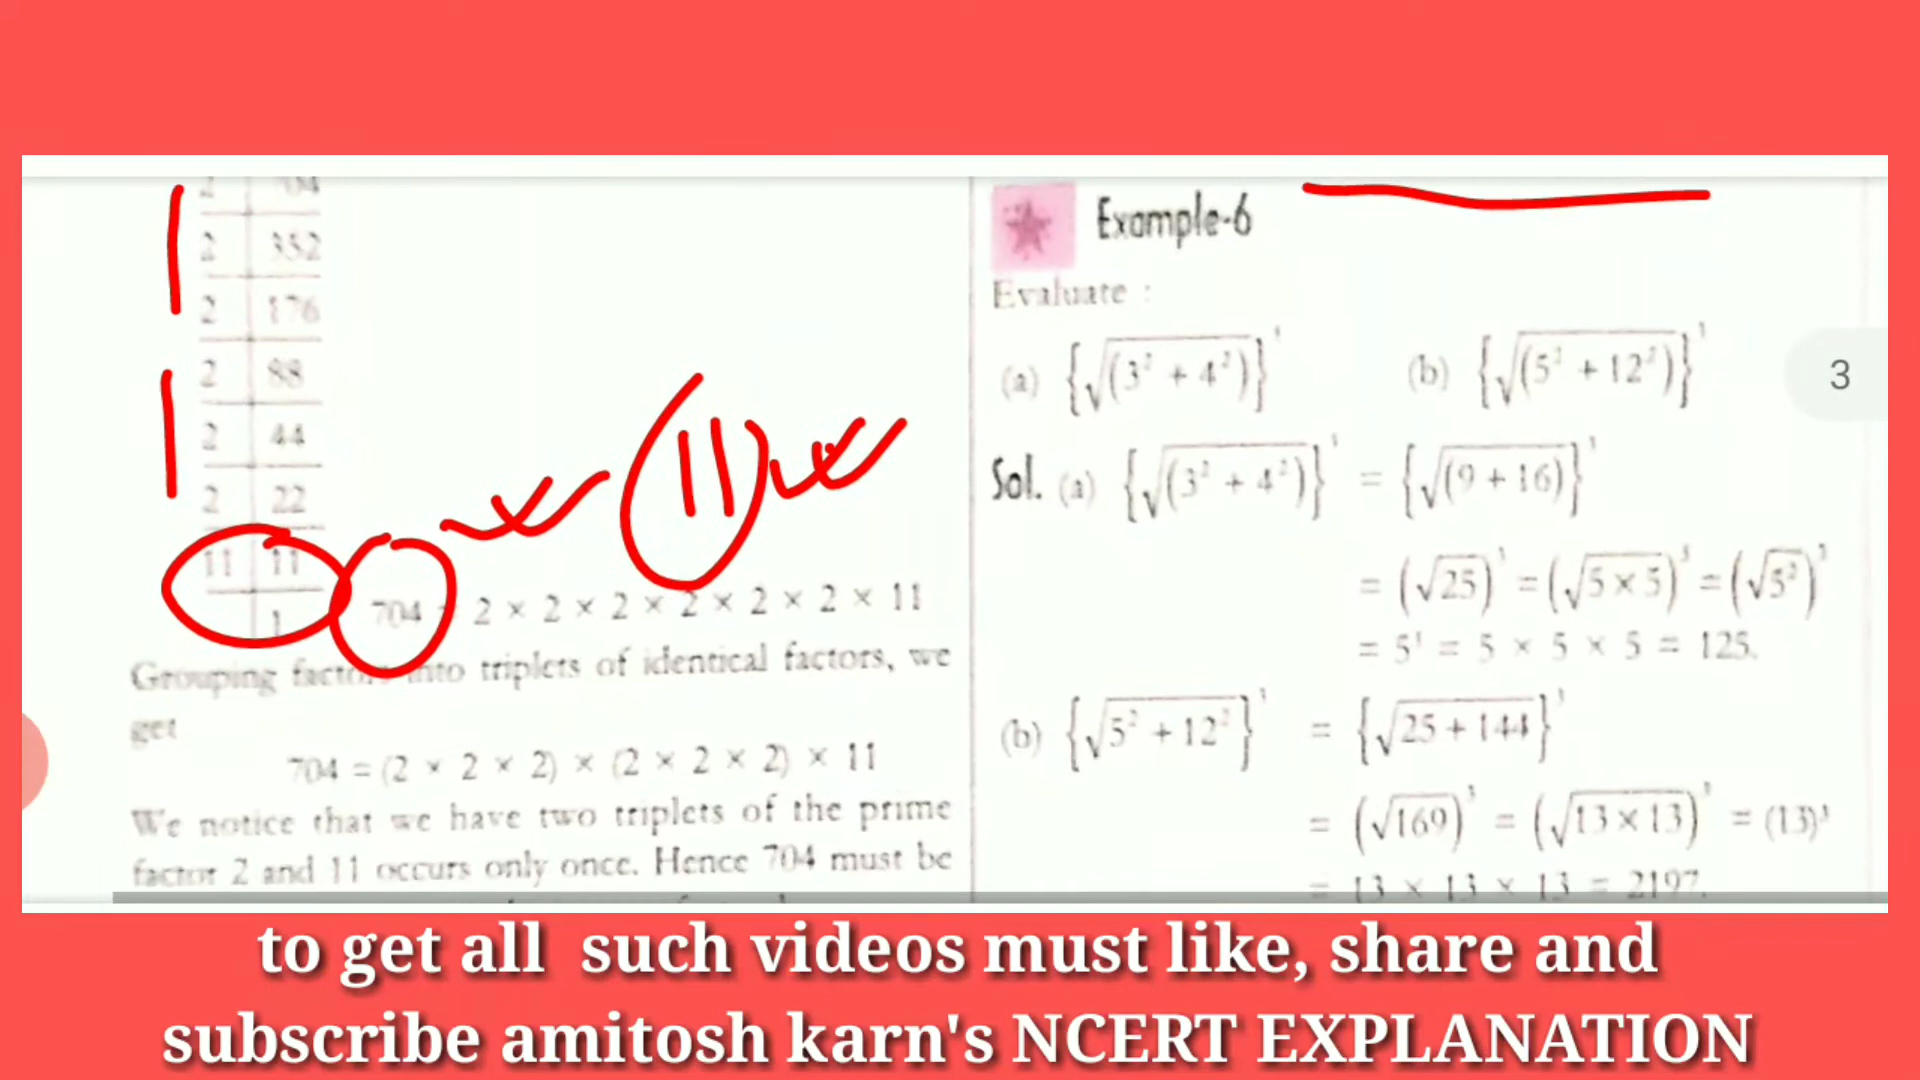 2 704
2 352
2 176
2 88
2 44
2 22
11 11
1
11
704 = 2 × 2 × 2 × 2 × 2 × 2 × 11
Grouping factors into triplets of identical factors, we
get
704 = (2 × 2 × 2) × (2 × 2 × 2) × 11
We notice that we have two triplets of the prime
factor 2 and 11 occurs only once. Hence 704 must be
Example-6
Evaluate :
(a) {√(3² + 4²)}³ (b) {√(5² + 12²)}³
Sol. (a) {√(3² + 4²)}³ = {√(9 + 16)}³
= (√25)³ = (√5 × 5)³ = (√5²)³
= 5³ = 5 × 5 × 5 = 125.
(b) {√5² + 12²}³ = {√25 + 144}³
= (√169)³ = (√13 × 13)³ = (13)³
= 13 × 13 × 13 = 2197.
3
to get all such videos must like, share and
subscribe amitosh karn's NCERT EXPLANATION